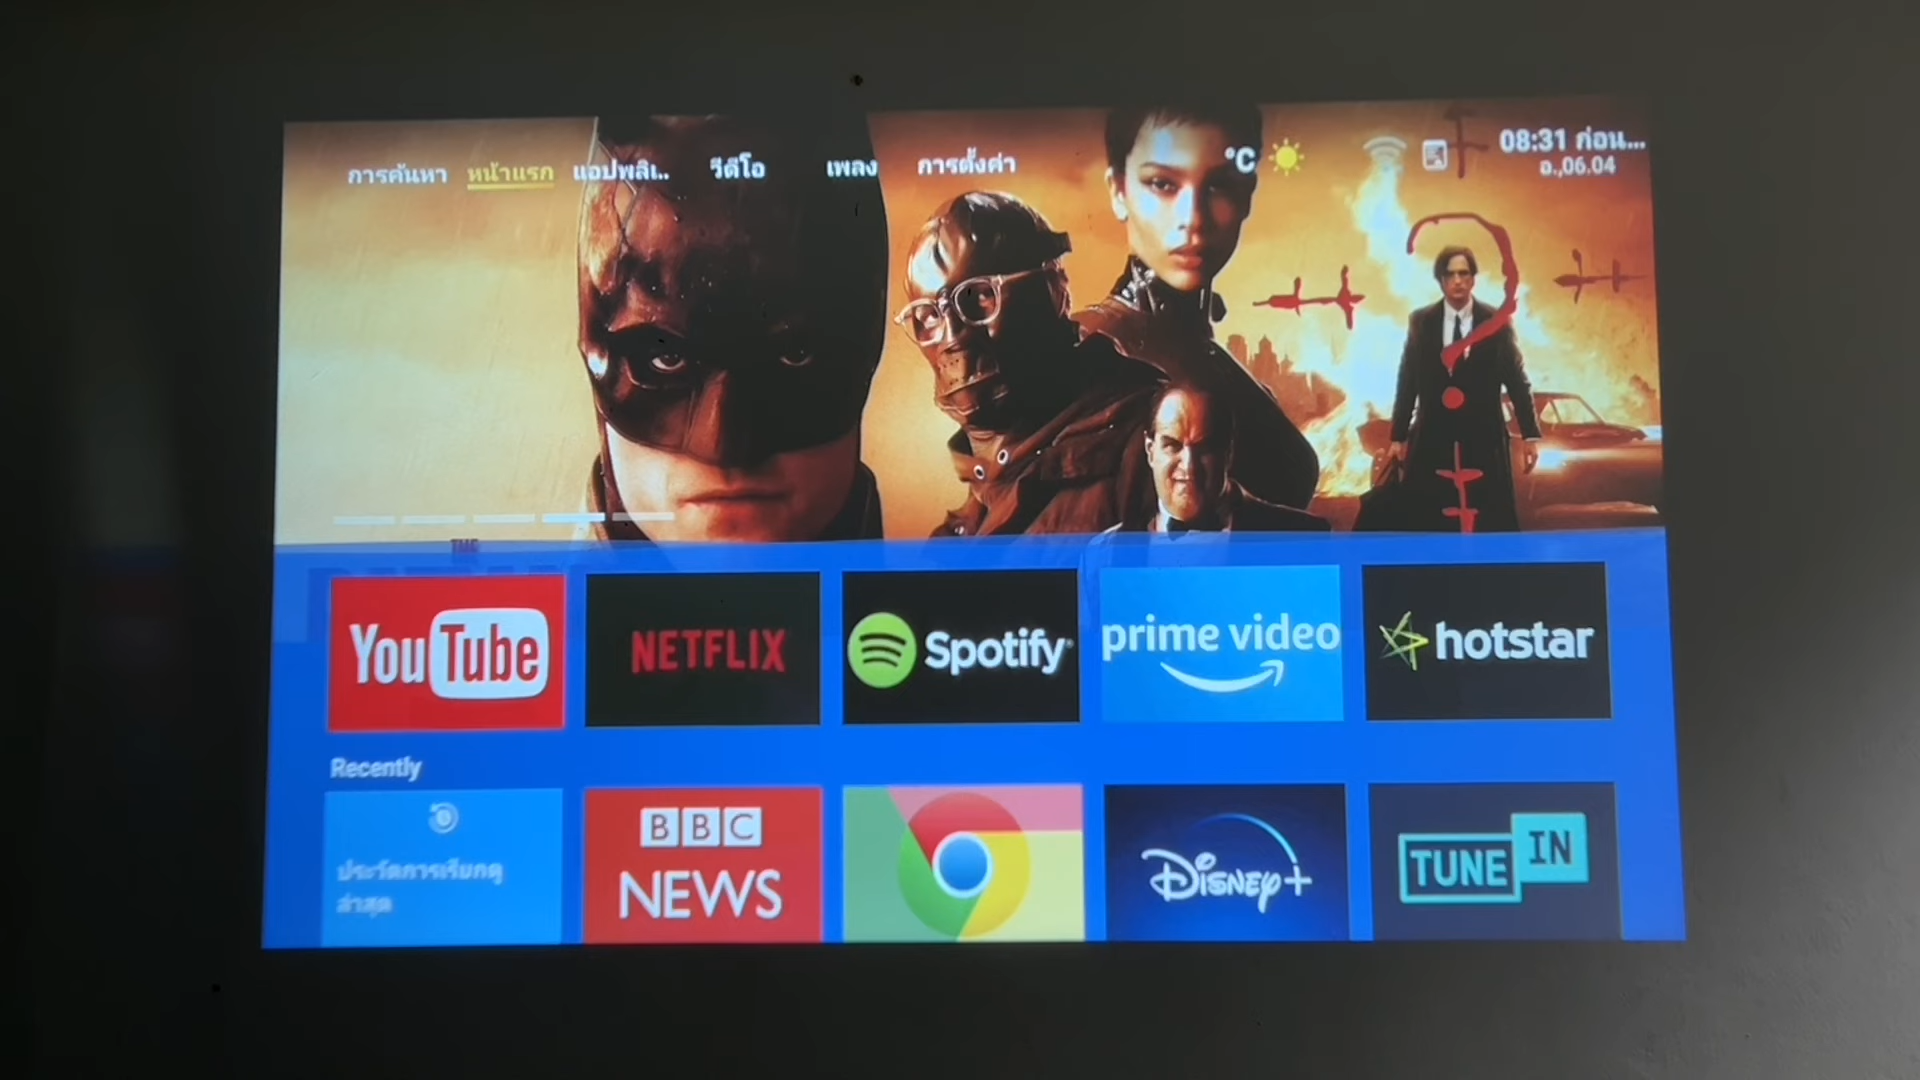 การค้นหา หน้าแรก แอปพลิเ.. วีดีโอ เพลง การตั้งค่า °C 08:31 ก่อน...
อ.,06.04
THE
YouTube NETFLIX Spotify prime video hotstar
Recently
ประวัตการเรียกดู
ล่าสุด
BBC
NEWS
Disney+
TUNE IN